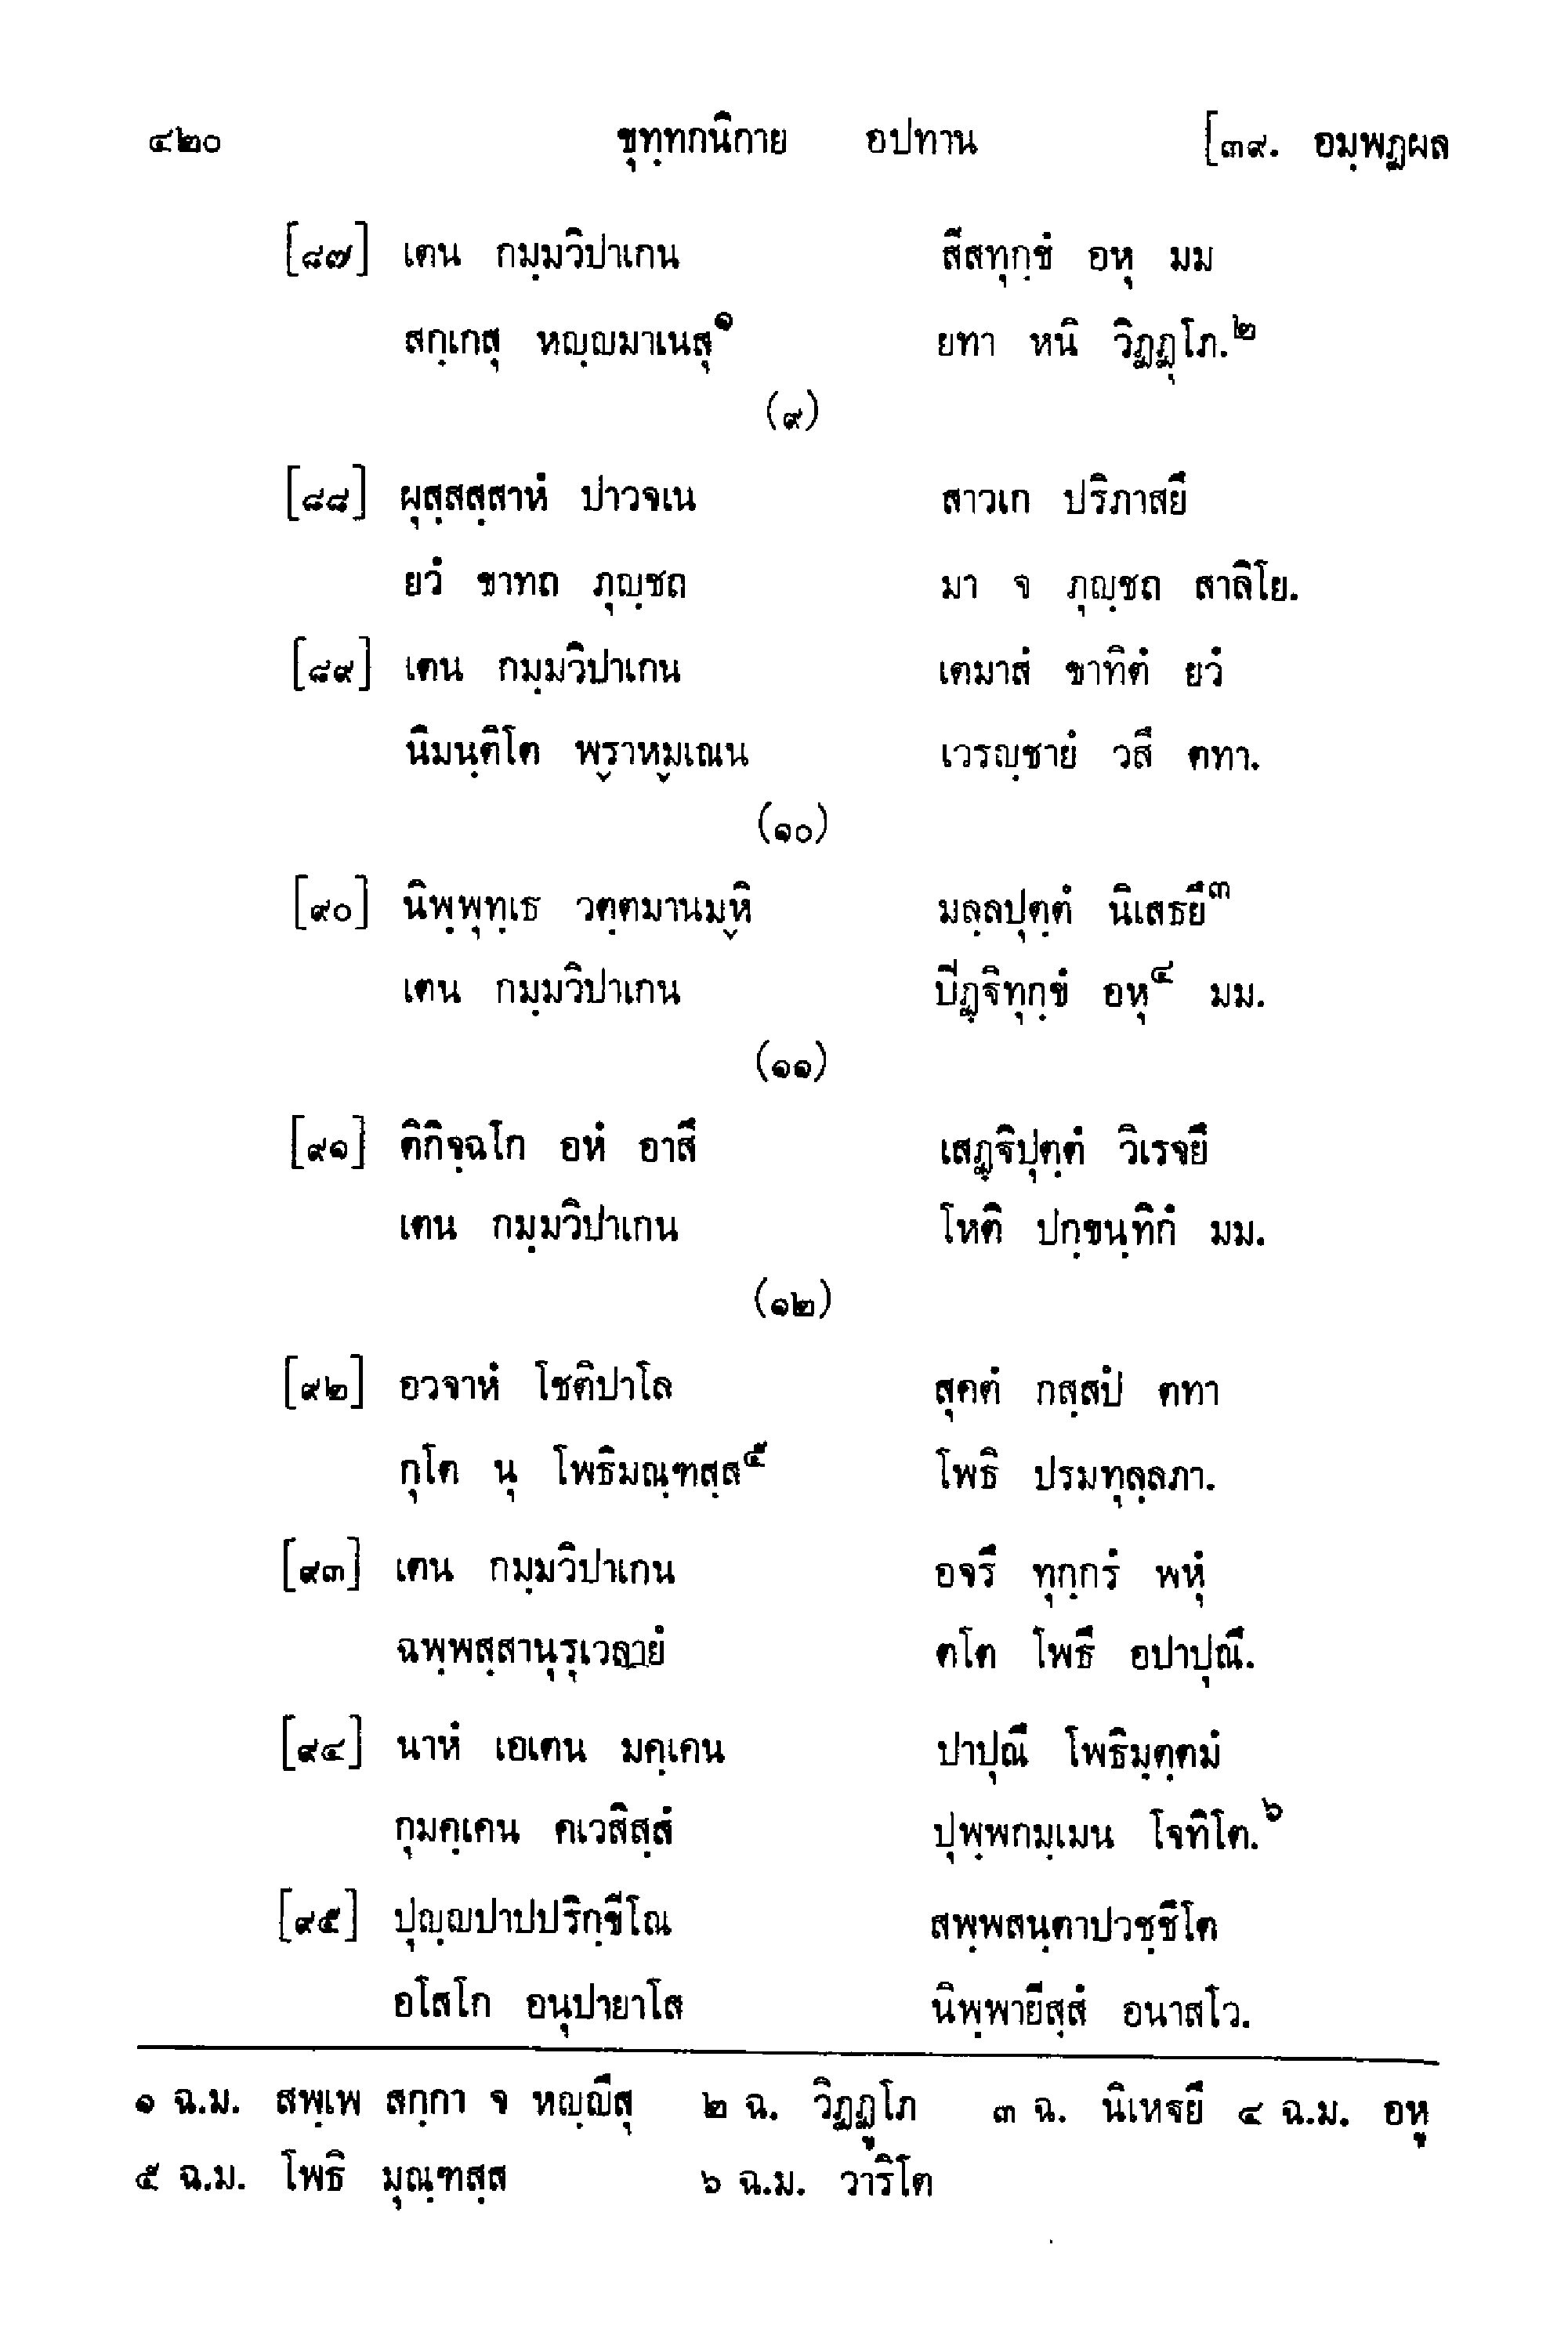 ๔๒๐ ขุทฺทกนิกาย อปทาน [๓๙. อมฺพฏผล
[๘๗] เตน กมฺมวิปาเกน สีสทุกฺขํ อหุ มม
สกฺเกสุ หญฺญมาเนสุ๑ ยทา หนิ วิฏฏุโภ.๒
(๙)
[๘๘] ผุสฺสสฺสาหํ ปาวจเน สาวเก ปริภาสยึ
ยวํ ขาทถ ภุญฺชถ มา จ ภุญฺชถ สาลิโย.
[๘๙] เตน กมฺมวิปาเกน เตมาสํ ขาทิตํ ยวํ
นิมนฺติโต พฺราหฺมเณน เวรญฺชายํ วสึ ตทา.
(๑๐)
[๙๐] นิพฺพุทฺเธ วตฺตมานมฺหิ มลฺลปุตฺตํ นิเสธยึ๓
เตน กมฺมวิปาเกน ปีฏฺฐิทุกฺขํ อหุ๔ มม.
(๑๑)
[๙๑] ติกิจฺฉโก อหํ อาสึ เสฏฺฐิปุตฺตํ วิเรจยึ
เตน กมฺมวิปาเกน โหติ ปกฺขนฺทิกํ มม.
(๑๒)
[๙๒] อวจาหํ โชติปาโล สุคตํ กสฺสปํ ตทา
กุโต นุ โพธิมณฺฑสฺส๕ โพธิ ปรมทุลฺลภา.
[๙๓] เตน กมฺมวิปาเกน อจรึ ทุกฺกรํ พหุํ
ฉพฺพสฺสานุรุเวลายํ ตโต โพธึ อปาปุณึ.
[๙๔] นาหํ เอเตน มคฺเคน ปาปุณึ โพธิมฺตฺตมํ
กุมคฺเคน คเวสิสฺสํ ปุพฺพกมฺเมน โจทิโต.๖
[๙๕] ปุญฺญปาปปริกฺขีโณ สพฺพสนฺตาปวชฺชิโต
อโสโก อนุปายาโส นิพฺพายิสฺสํ อนาสโว.
๑ ฉ.ม. สพฺเพ สกฺกา จ หญฺญึสุ ๒ ฉ. วิฏฏูโภ ๓ ฉ. นิเหฐยึ ๔ ฉ.ม. อหู
๕ ฉ.ม. โพธิ มุณฺฑสฺส ๖ ฉ.ม. วาริโต